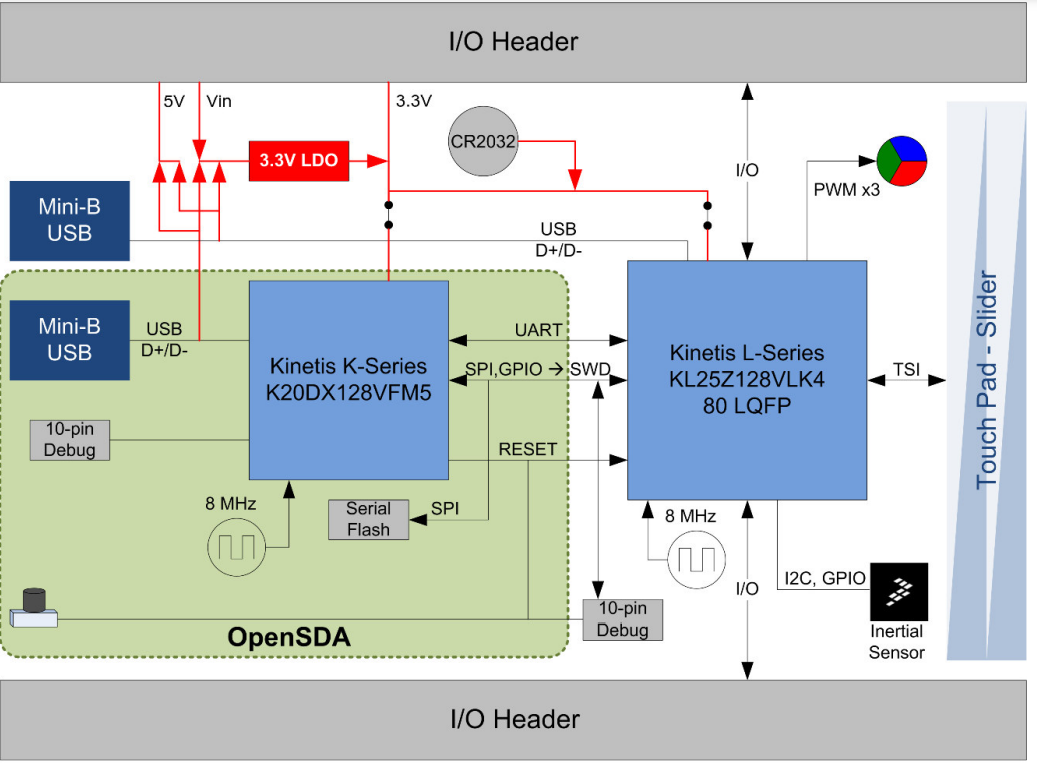 I/O Header
5V
Vin
3.3V
3.3V LDO
CR2032
I/O
PWM x3
Mini-B
USB
USB
D+/D-
Mini-B
USB
USB
D+/D-
Kinetis K-Series
K20DX128VFM5
UART
SPI,GPIO → SWD
RESET
Kinetis L-Series
KL25Z128VLK4
80 LQFP
TSI
Touch Pad - Slider
10-pin
Debug
8 MHz
Serial
Flash
SPI
8 MHz
I/O
I2C, GPIO
10-pin
Debug
Inertial
Sensor
OpenSDA
I/O Header